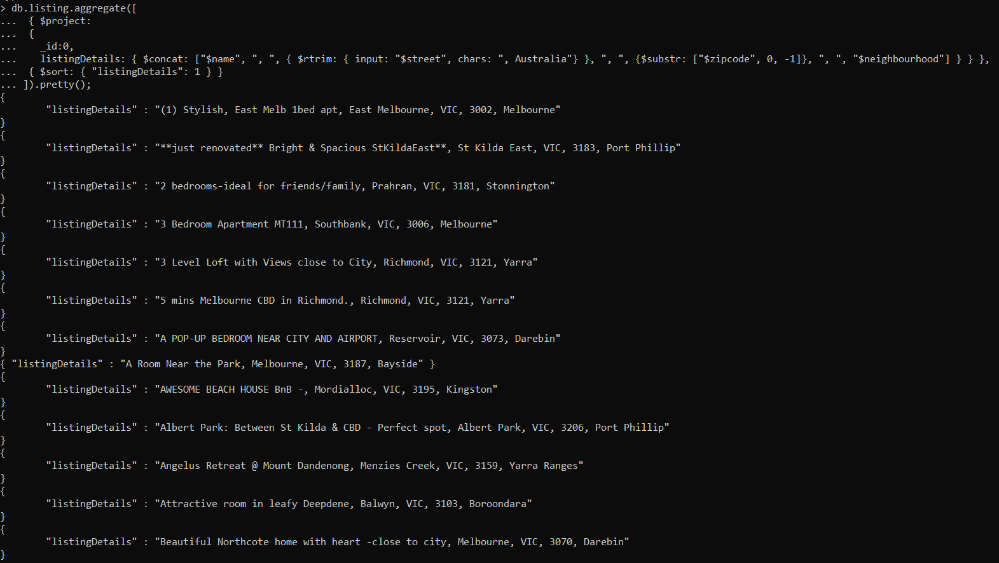 > db.listing.aggregate([
...  { $project:
...  {
...    _id:0,
...    listingDetails: { $concat: ["$name", ", ", { $rtrim: { input: "$street", chars: ", Australia"} }, ", ", {$substr: ["$zipcode", 0, -1]}, ", ", "$neighbourhood"] } } },
...  { $sort: { "listingDetails": 1 } }
... ]).pretty();
{
        "listingDetails" : "(1) Stylish, East Melb 1bed apt, East Melbourne, VIC, 3002, Melbourne"
}
{
        "listingDetails" : "**just renovated** Bright & Spacious StKildaEast**, St Kilda East, VIC, 3183, Port Phillip"
}
{
        "listingDetails" : "2 bedrooms-ideal for friends/family, Prahran, VIC, 3181, Stonnington"
}
{
        "listingDetails" : "3 Bedroom Apartment MT111, Southbank, VIC, 3006, Melbourne"
}
{
        "listingDetails" : "3 Level Loft with Views close to City, Richmond, VIC, 3121, Yarra"
}
{
        "listingDetails" : "5 mins Melbourne CBD in Richmond., Richmond, VIC, 3121, Yarra"
}
{
        "listingDetails" : "A POP-UP BEDROOM NEAR CITY AND AIRPORT, Reservoir, VIC, 3073, Darebin"
}
{ "listingDetails" : "A Room Near the Park, Melbourne, VIC, 3187, Bayside" }
{
        "listingDetails" : "AWESOME BEACH HOUSE BnB -, Mordialloc, VIC, 3195, Kingston"
}
{
        "listingDetails" : "Albert Park: Between St Kilda & CBD - Perfect spot, Albert Park, VIC, 3206, Port Phillip"
}
{
        "listingDetails" : "Angelus Retreat @ Mount Dandenong, Menzies Creek, VIC, 3159, Yarra Ranges"
}
{
        "listingDetails" : "Attractive room in leafy Deepdene, Balwyn, VIC, 3103, Boroondara"
}
{
        "listingDetails" : "Beautiful Northcote home with heart -close to city, Melbourne, VIC, 3070, Darebin"
}